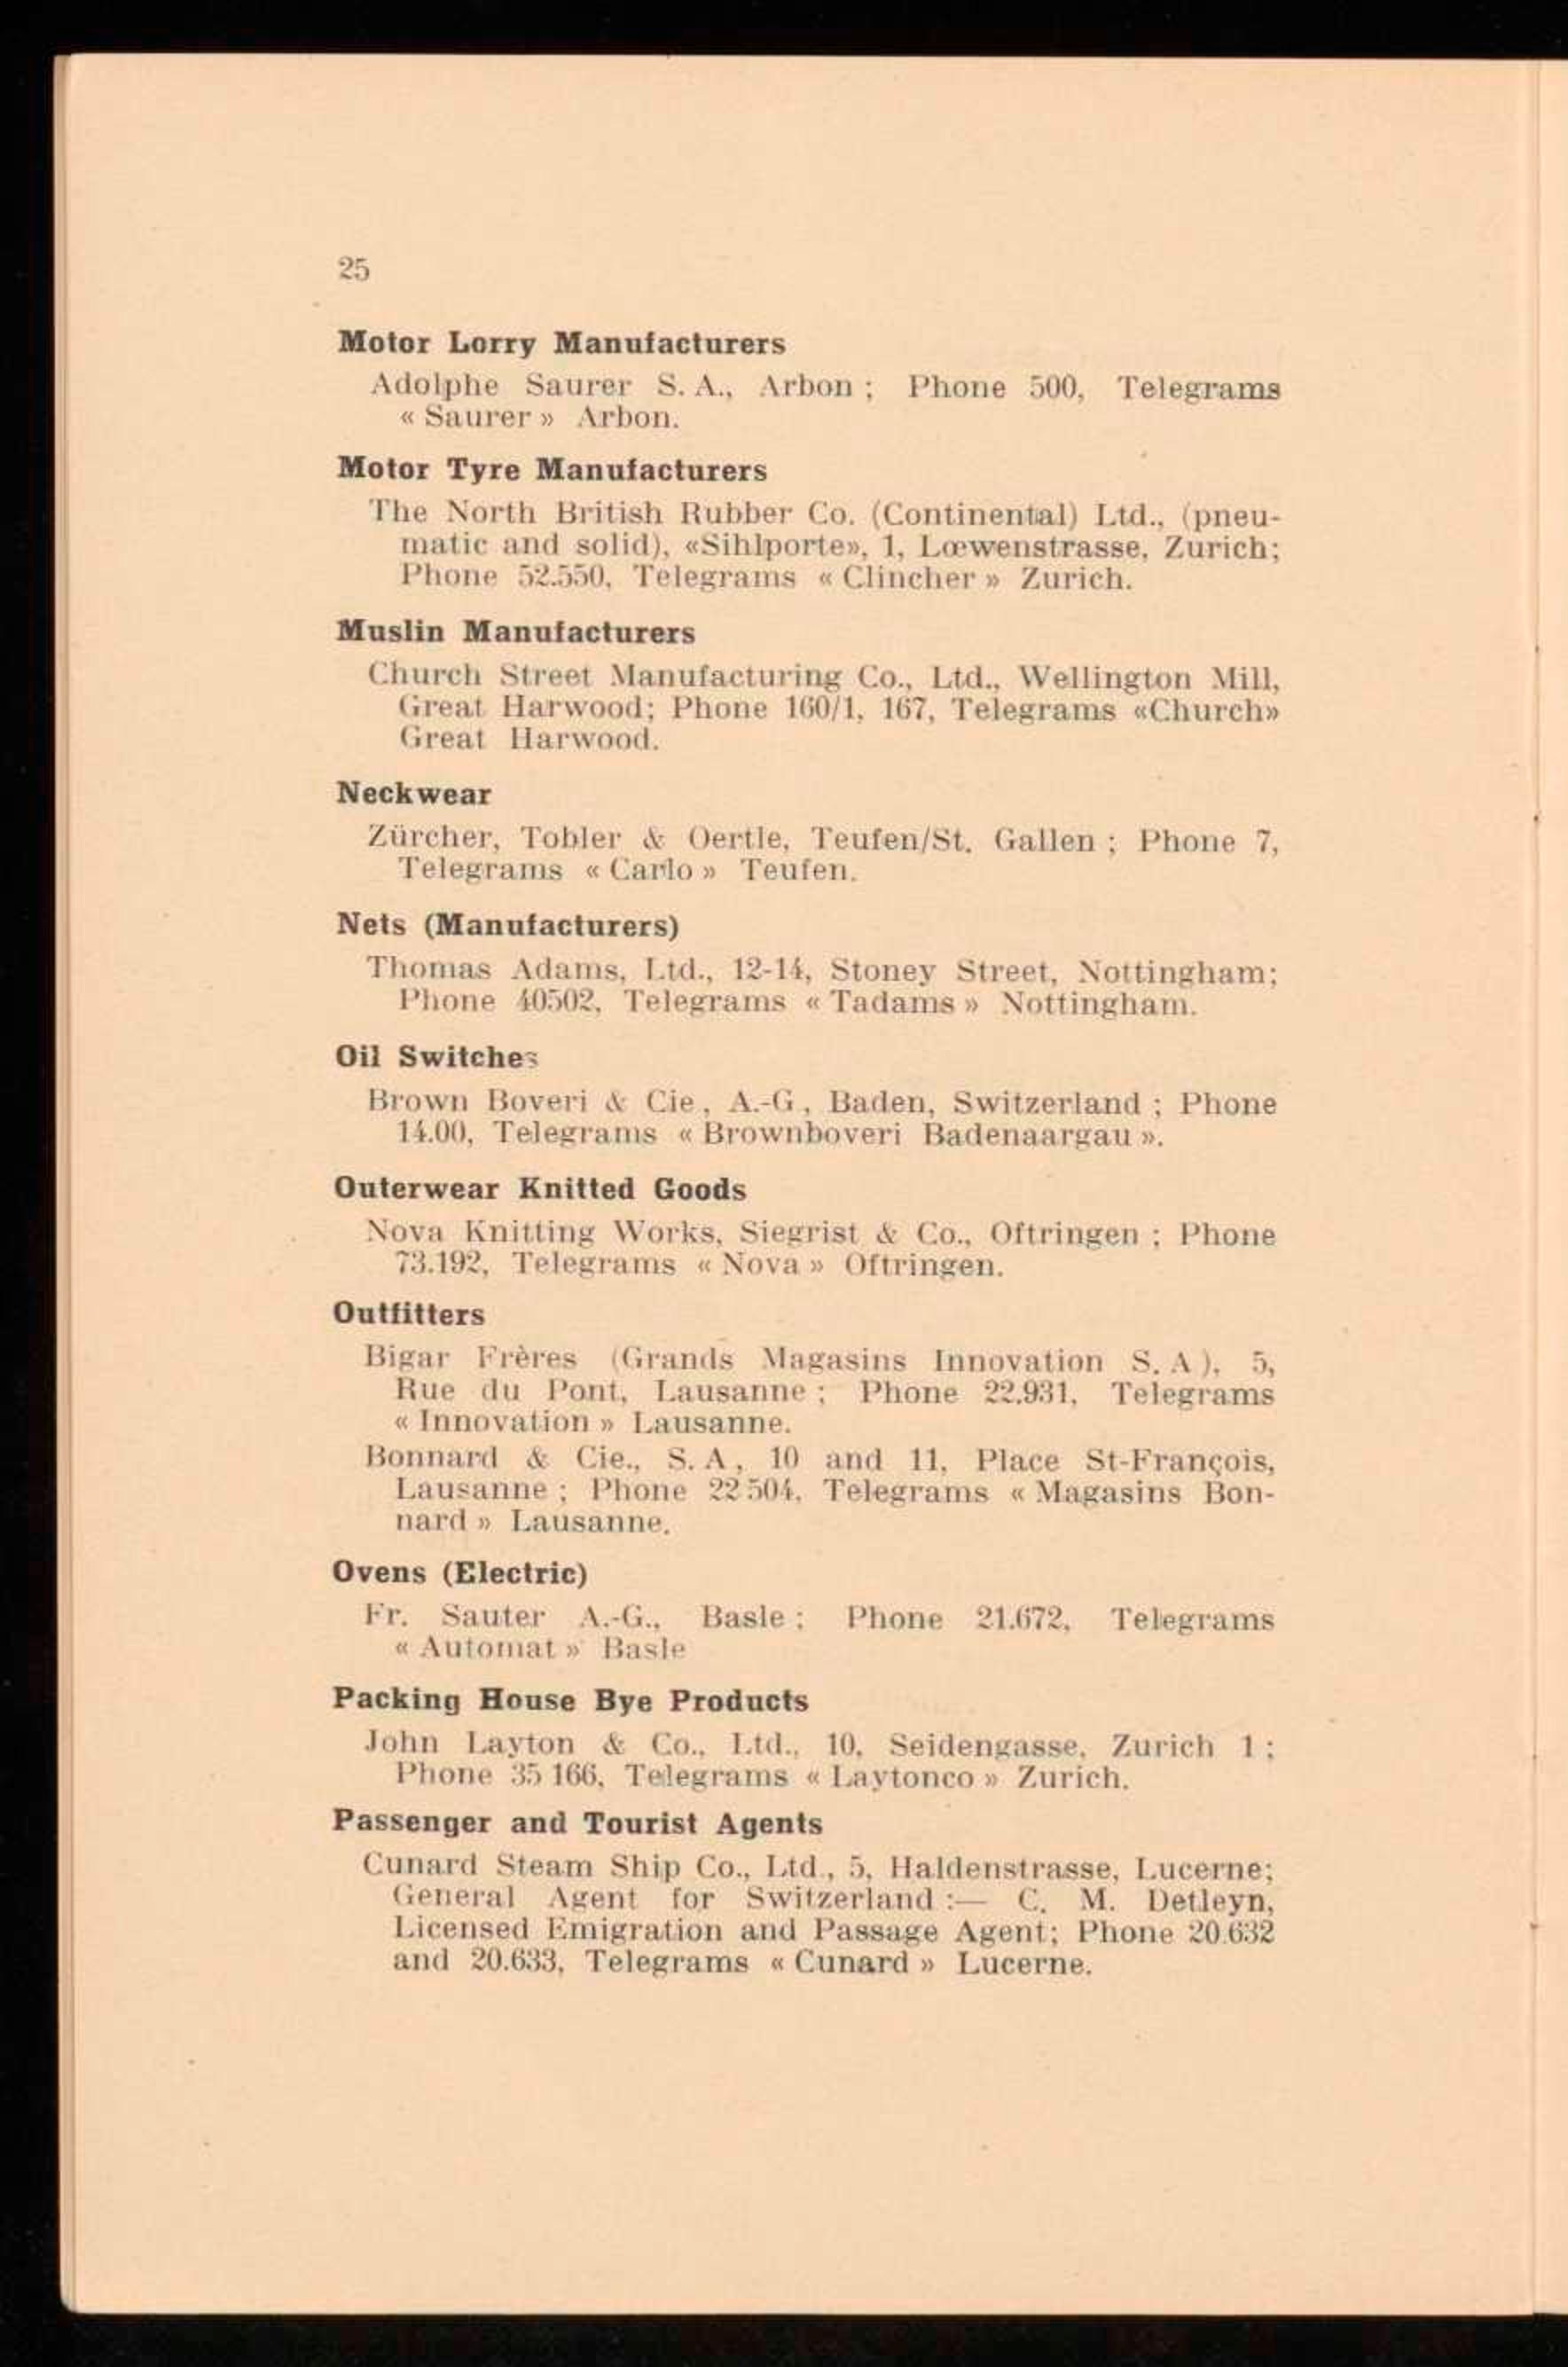 25
Motor Lorry Manufacturers
Adolphe Saurer S. A., Arbon ; Phone 500, Telegrams
« Saurer » Arbon.
Motor Tyre Manufacturers
The North British Rubber Co. (Continental) Ltd., (pneu-
matic and solid), «Sihlporte», 1, Lœwenstrasse, Zurich;
Phone 52.550, Telegrams « Clincher » Zurich.
Muslin Manufacturers
Church Street Manufacturing Co., Ltd., Wellington Mill,
Great Harwood; Phone 160/1, 167, Telegrams «Church»
Great Harwood.
Neckwear
Zürcher, Tobler & Oertle, Teufen/St. Gallen ; Phone 7,
Telegrams « Carlo » Teufen.
Nets (Manufacturers)
Thomas Adams, Ltd., 12-14, Stoney Street, Nottingham;
Phone 40502, Telegrams « Tadams » Nottingham.
Oil Switches
Brown Boveri & Cie, A.-G, Baden, Switzerland ; Phone
14.00, Telegrams « Brownboveri Badenaargau ».
Outerwear Knitted Goods
Nova Knitting Works, Siegrist & Co., Oftringen ; Phone
73.192, Telegrams « Nova » Oftringen.
Outfitters
Bigar Frères (Grands Magasins Innovation S. A), 5,
Rue du Pont, Lausanne ; Phone 22.931, Telegrams
« Innovation » Lausanne.
Bonnard & Cie., S. A, 10 and 11, Place St-François,
Lausanne ; Phone 22 504, Telegrams « Magasins Bon-
nard » Lausanne.
Ovens (Electric)
Fr. Sauter A.-G., Basle ; Phone 21.672, Telegrams
« Automat » Basle
Packing House Bye Products
John Layton & Co., Ltd., 10, Seidengasse, Zurich 1 ;
Phone 35 166, Telegrams « Laytonco » Zurich.
Passenger and Tourist Agents
Cunard Steam Ship Co., Ltd., 5, Haldenstrasse, Lucerne;
General Agent for Switzerland :— C. M. Detleyn,
Licensed Emigration and Passage Agent; Phone 20.632
and 20.633, Telegrams « Cunard » Lucerne.